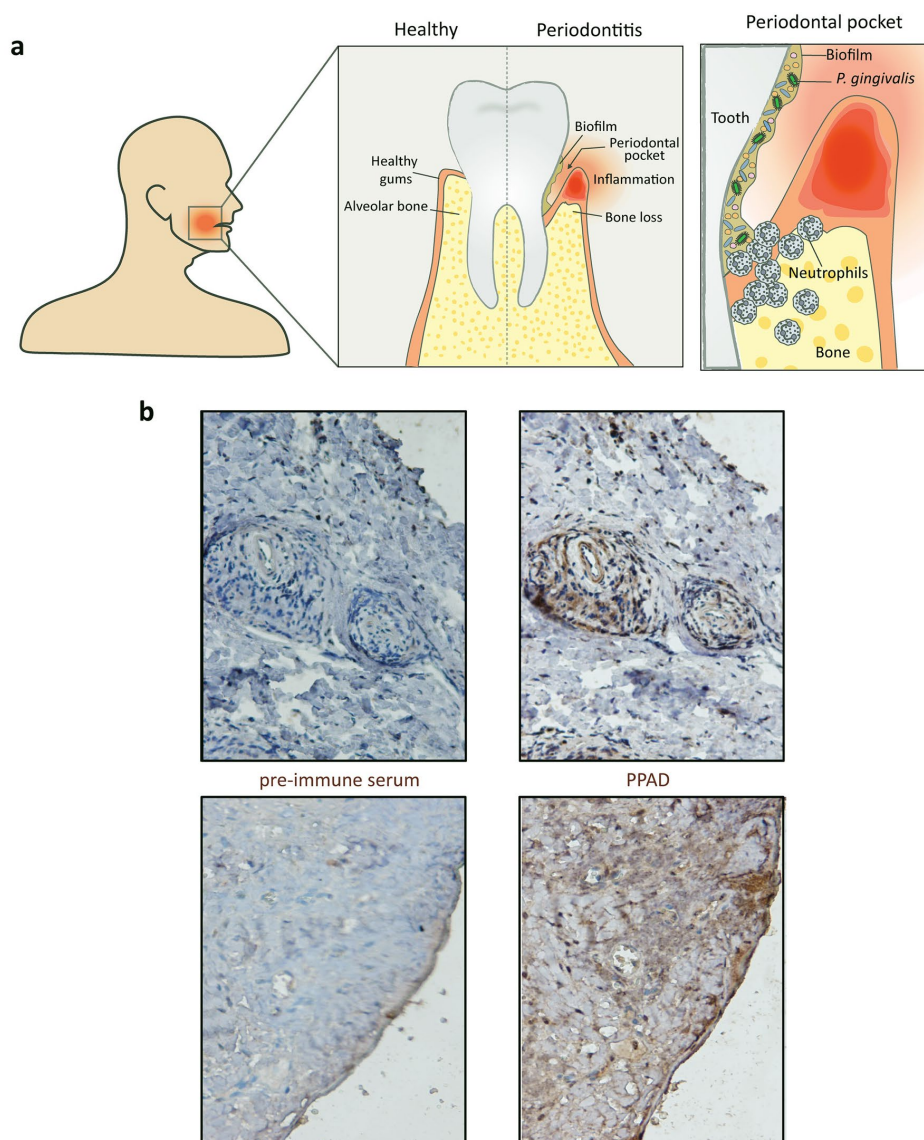 a
Healthy
Periodontitis
Healthy
gums
Alveolar bone
Biofilm
Periodontal
pocket
Inflammation
Bone loss
Periodontal pocket
Biofilm
P. gingivalis
Tooth
Neutrophils
Bone
b
pre-immune serum
PPAD